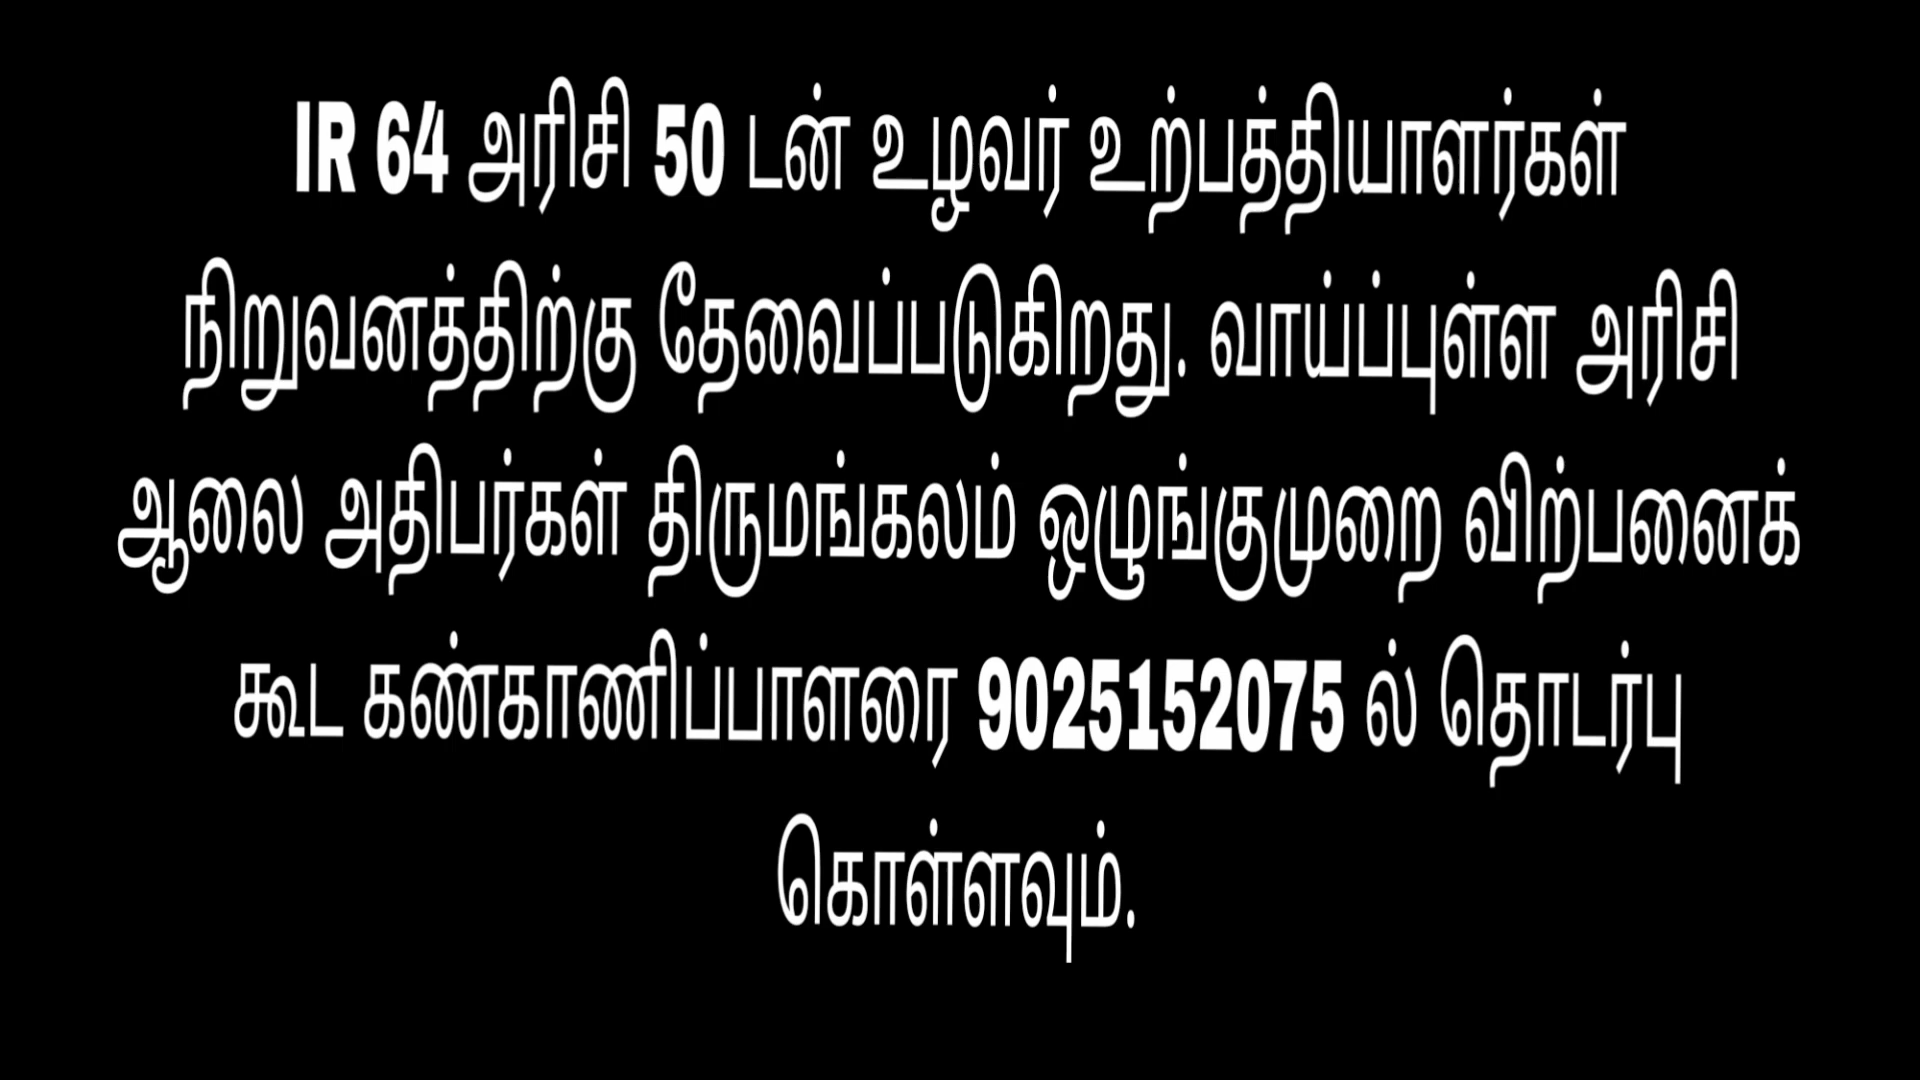 IR 64 அரிசி 50 டன் உழவர் உற்பத்தியாளர்கள்
நிறுவனத்திற்கு தேவைப்படுகிறது. வாய்ப்புள்ள அரிசி
ஆலை அதிபர்கள் திருமங்கலம் ஒழுங்குமுறை விற்பனைக்
கூட கண்காணிப்பாளரை 9025152075 ல் தொடர்பு
கொள்ளவும்.